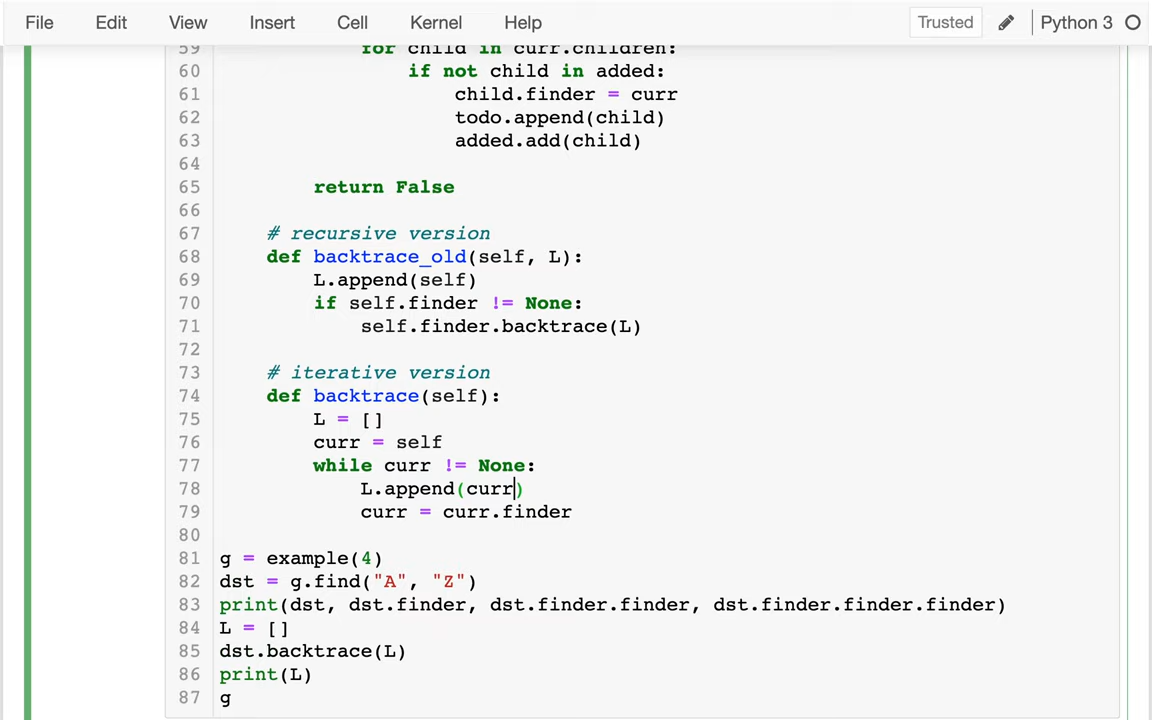 File Edit View Insert Cell Kernel Help Trusted Python 3
59 for child in curr.children:
60 if not child in added:
61 child.finder = curr
62 todo.append(child)
63 added.add(child)
64
65 return False
66
67 # recursive version
68 def backtrace_old(self, L):
69 L.append(self)
70 if self.finder != None:
71 self.finder.backtrace(L)
72
73 # iterative version
74 def backtrace(self):
75 L = []
76 curr = self
77 while curr != None:
78 L.append(curr)
79 curr = curr.finder
80
81 g = example(4)
82 dst = g.find("A", "Z")
83 print(dst, dst.finder, dst.finder.finder, dst.finder.finder.finder)
84 L = []
85 dst.backtrace(L)
86 print(L)
87 g